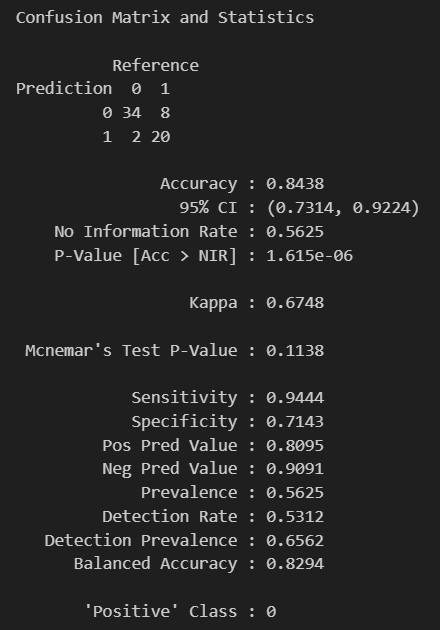 Confusion Matrix and Statistics
Reference
Prediction 0 1
0 34 8
1 2 20
Accuracy : 0.8438
95% CI : (0.7314, 0.9224)
No Information Rate : 0.5625
P-Value [Acc > NIR] : 1.615e-06
Kappa : 0.6748
Mcnemar's Test P-Value : 0.1138
Sensitivity : 0.9444
Specificity : 0.7143
Pos Pred Value : 0.8095
Neg Pred Value : 0.9091
Prevalence : 0.5625
Detection Rate : 0.5312
Detection Prevalence : 0.6562
Balanced Accuracy : 0.8294
'Positive' Class : 0